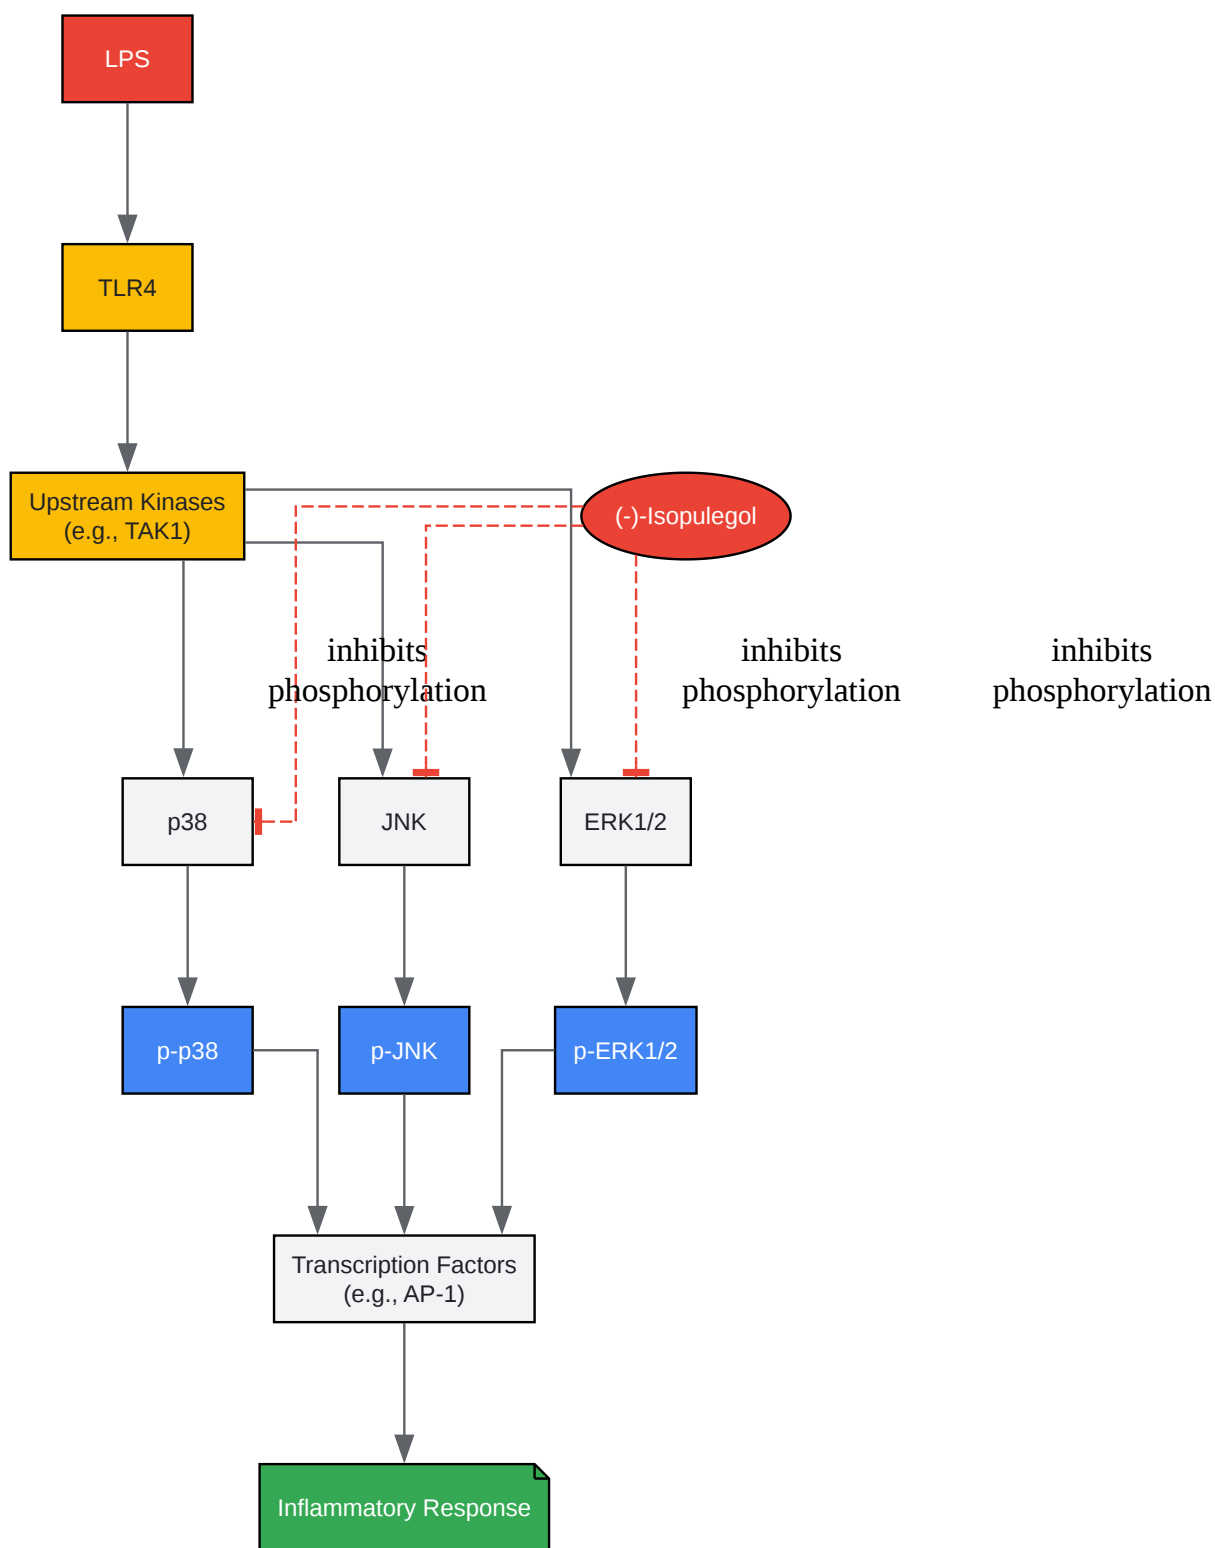 LPS
TLR4
Upstream Kinases
(e.g., TAK1)
(-)-Isopulegol
inhibits
phosphorylation
inhibits
phosphorylation
inhibits
phosphorylation
p38
JNK
ERK1/2
p-p38
p-JNK
p-ERK1/2
Transcription Factors
(e.g., AP-1)
Inflammatory Response